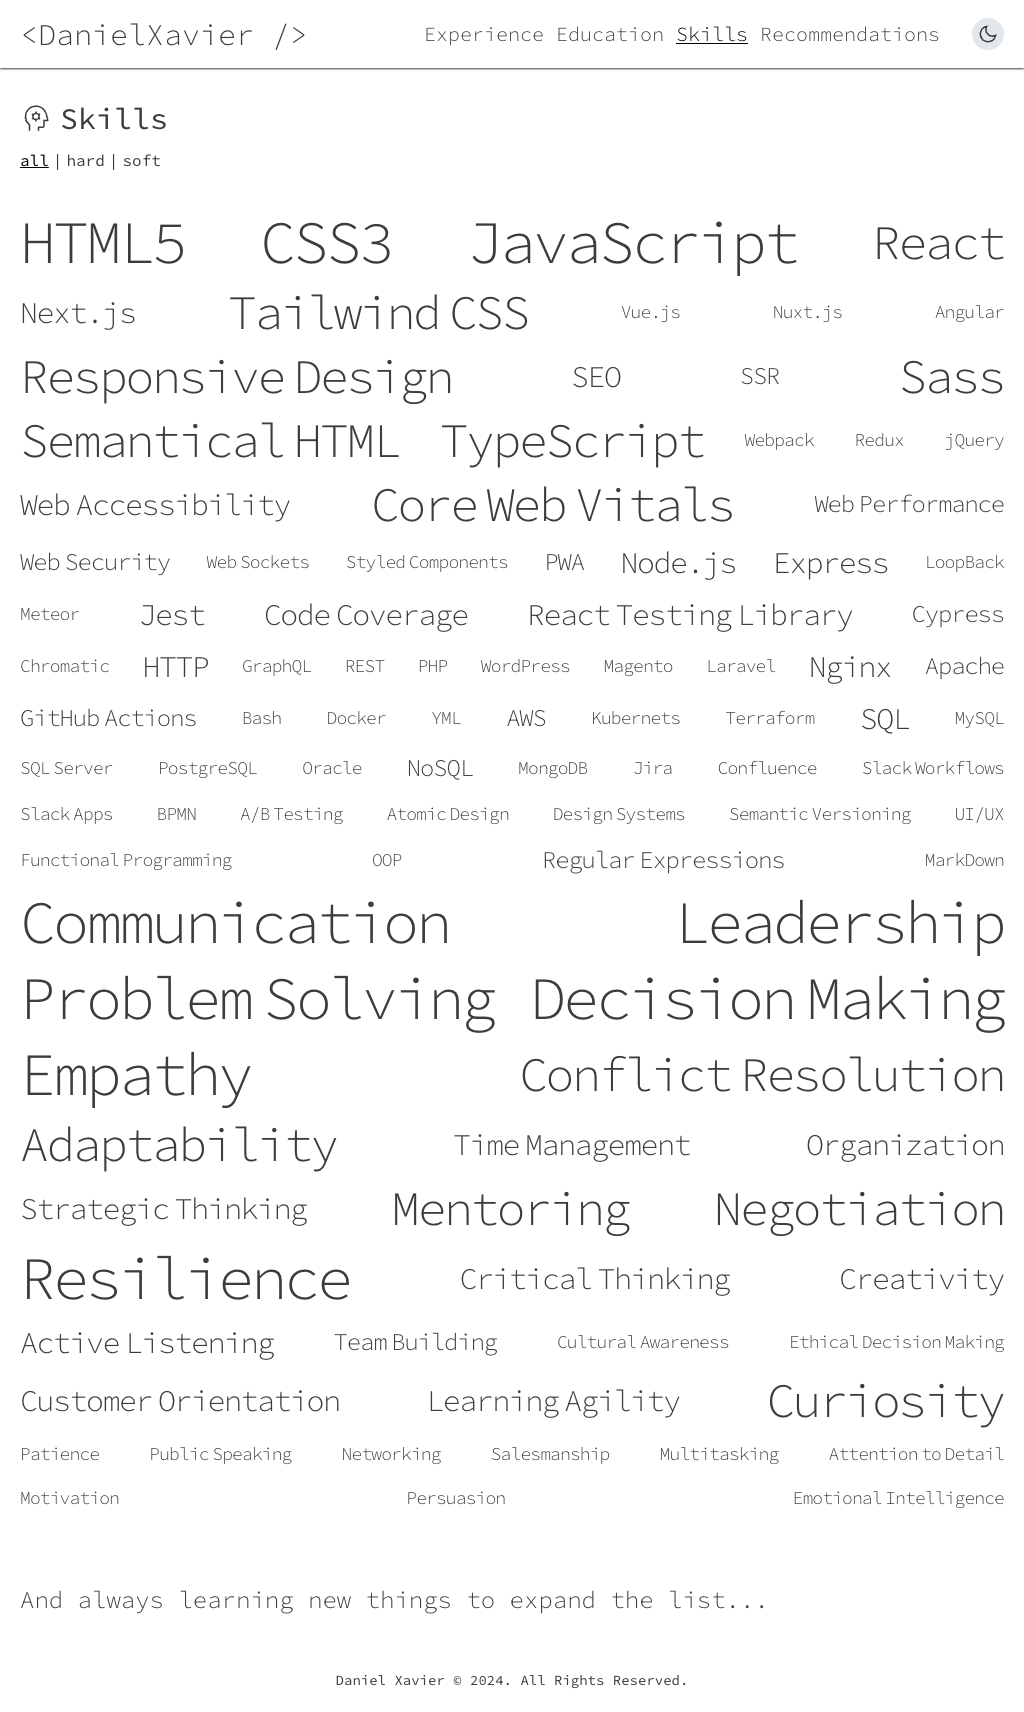 <DanielXavier /> Experience Education Skills Recommendations
Skills
all | hard | soft
HTML5 CSS3 JavaScript React
Next.js Tailwind CSS Vue.js Nuxt.js Angular
Responsive Design SEO SSR Sass
Semantical HTML TypeScript Webpack Redux jQuery
Web Accessibility Core Web Vitals Web Performance
Web Security Web Sockets Styled Components PWA Node.js Express LoopBack
Meteor Jest Code Coverage React Testing Library Cypress
Chromatic HTTP GraphQL REST PHP WordPress Magento Laravel Nginx Apache
GitHub Actions Bash Docker YML AWS Kubernets Terraform SQL MySQL
SQL Server PostgreSQL Oracle NoSQL MongoDB Jira Confluence Slack Workflows
Slack Apps BPMN A/B Testing Atomic Design Design Systems Semantic Versioning UI/UX
Functional Programming OOP Regular Expressions MarkDown
Communication Leadership
Problem Solving Decision Making
Empathy Conflict Resolution
Adaptability Time Management Organization
Strategic Thinking Mentoring Negotiation
Resilience Critical Thinking Creativity
Active Listening Team Building Cultural Awareness Ethical Decision Making
Customer Orientation Learning Agility Curiosity
Patience Public Speaking Networking Salesmanship Multitasking Attention to Detail
Motivation Persuasion Emotional Intelligence
And always learning new things to expand the list...
Daniel Xavier © 2024. All Rights Reserved.